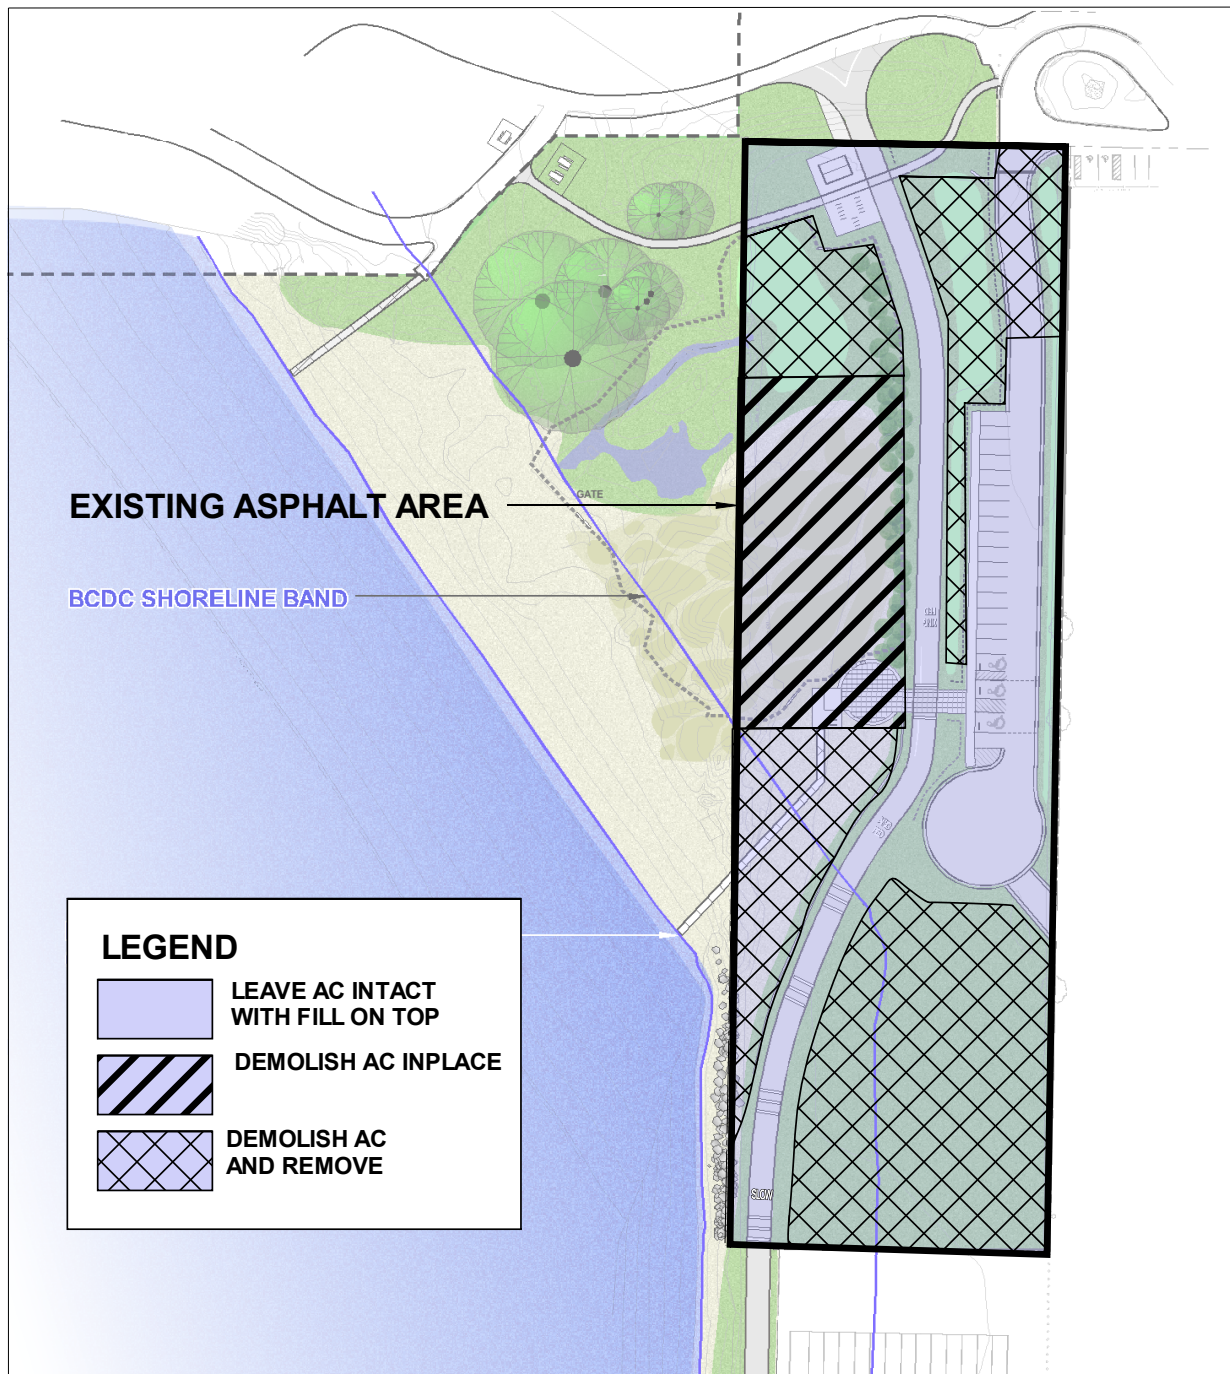 GATE
EXISTING ASPHALT AREA
BCDC SHORELINE BAND
LEGEND
LEAVE AC INTACT
WITH FILL ON TOP
DEMOLISH AC INPLACE
DEMOLISH AC
AND REMOVE
SLOW